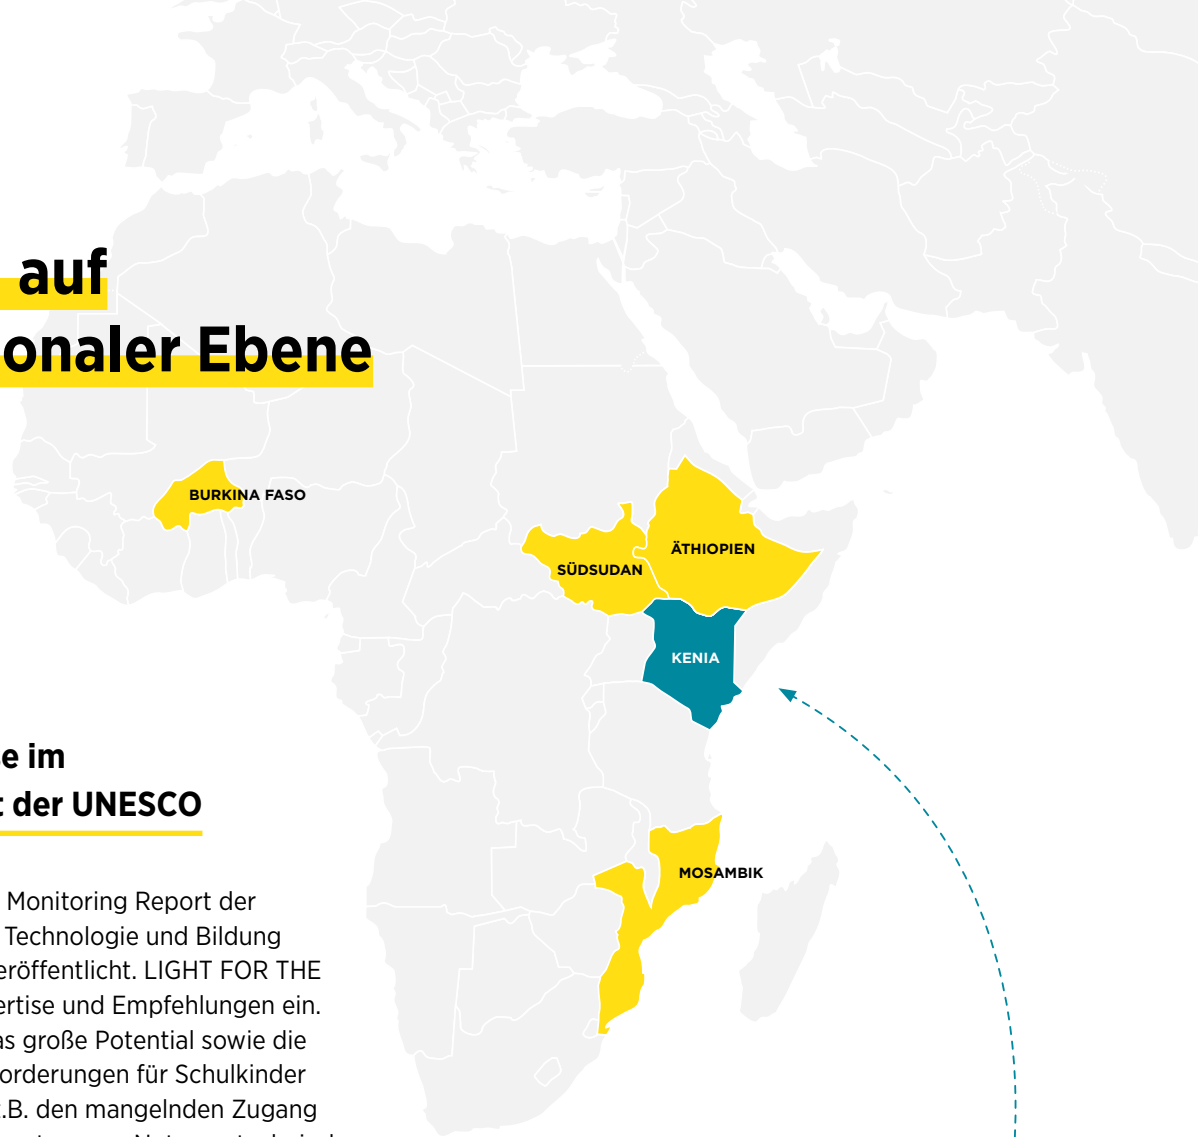 auf
onaler Ebene
BURKINA FASO
ÄTHIOPIEN
SÜDSUDAN
KENIA
MOSAMBIK
e im
der UNESCO
Monitoring Report der
Technologie und Bildung
eröffentlicht. LIGHT FOR THE
ertise und Empfehlungen ein.
as große Potential sowie die
orderungen für Schulkinder
z.B. den mangelnden Zugang